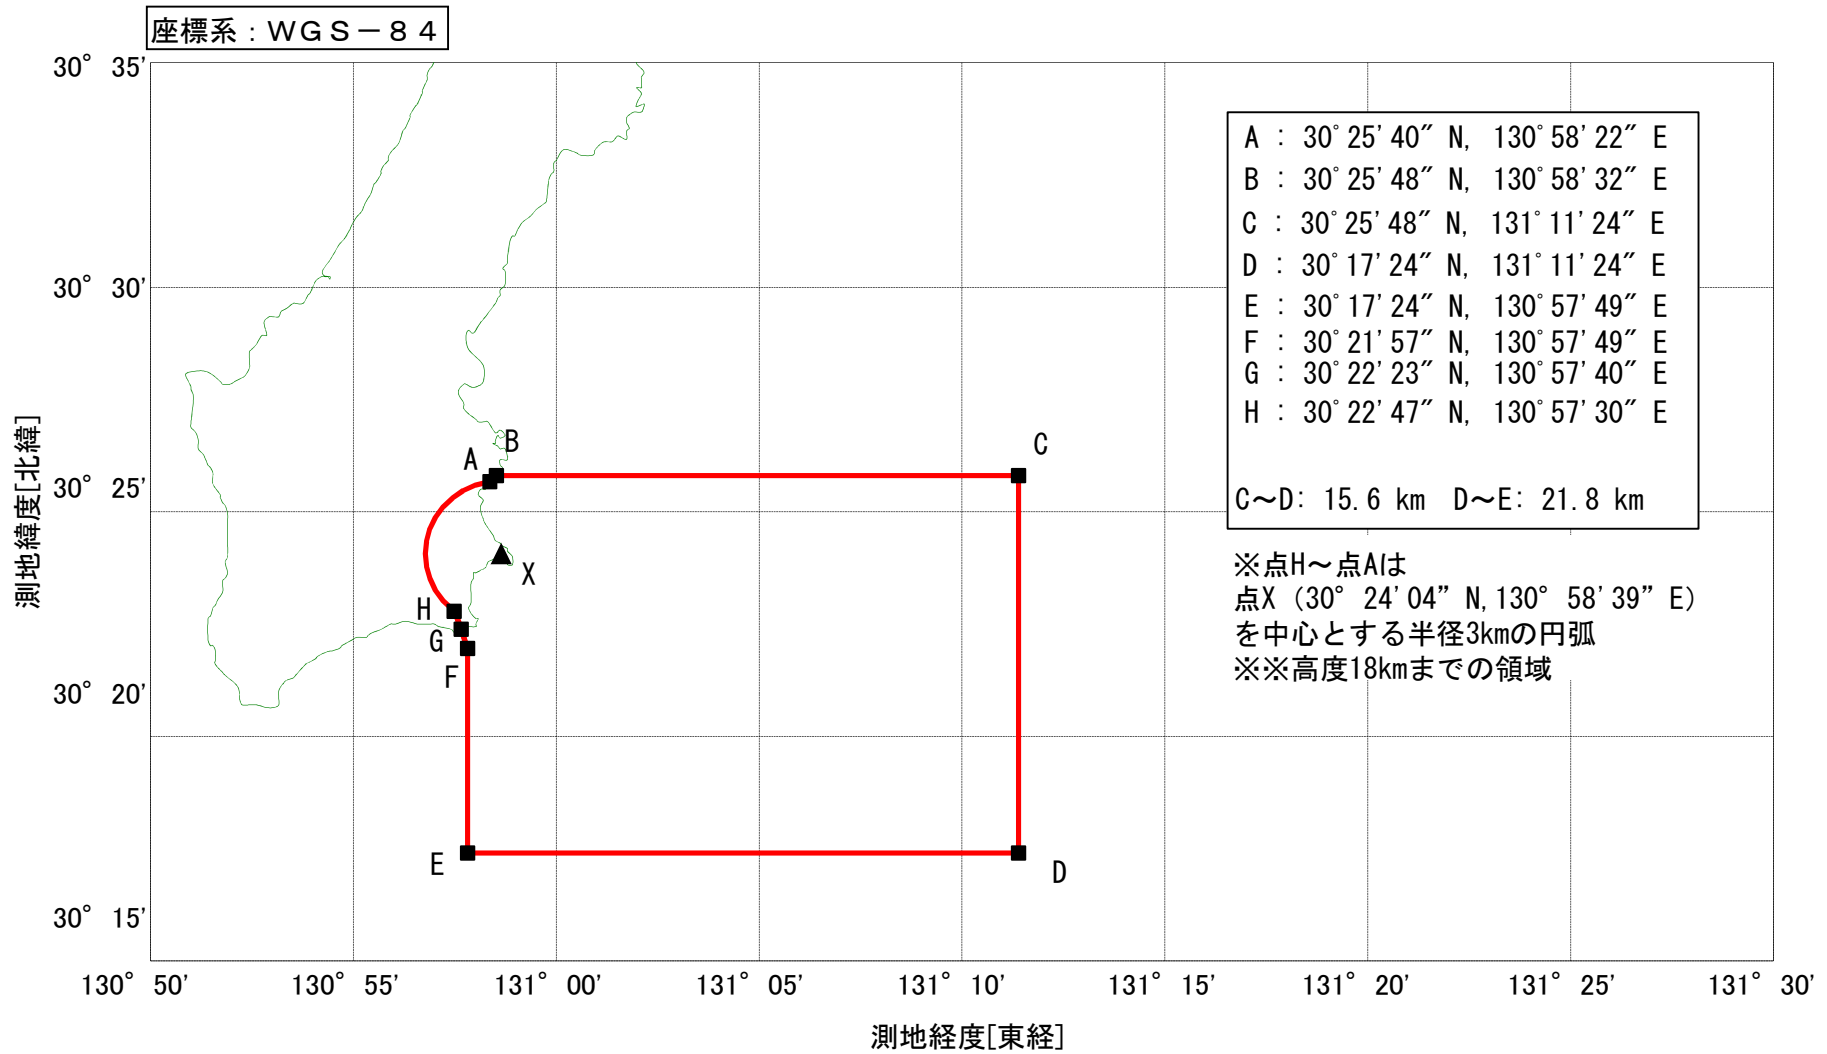 座標系：ＷＧＳ－８４
30° 35'
30° 30'
30° 25'
30° 20'
30° 15'
測地緯度[北緯]
130° 50'
130° 55'
131° 00'
131° 05'
131° 10'
131° 15'
131° 20'
131° 25'
131° 30'
測地経度[東経]
A
B
C
D
E
F
G
H
X
A : 30°25'40" N, 130°58'22" E
B : 30°25'48" N, 130°58'32" E
C : 30°25'48" N, 131°11'24" E
D : 30°17'24" N, 131°11'24" E
E : 30°17'24" N, 130°57'49" E
F : 30°21'57" N, 130°57'49" E
G : 30°22'23" N, 130°57'40" E
H : 30°22'47" N, 130°57'30" E
C～D: 15.6 km D～E: 21.8 km
※点H～点Aは
点X（30° 24'04” N,130° 58'39” E）
を中心とする半径3kmの円弧
※※高度18kmまでの領域